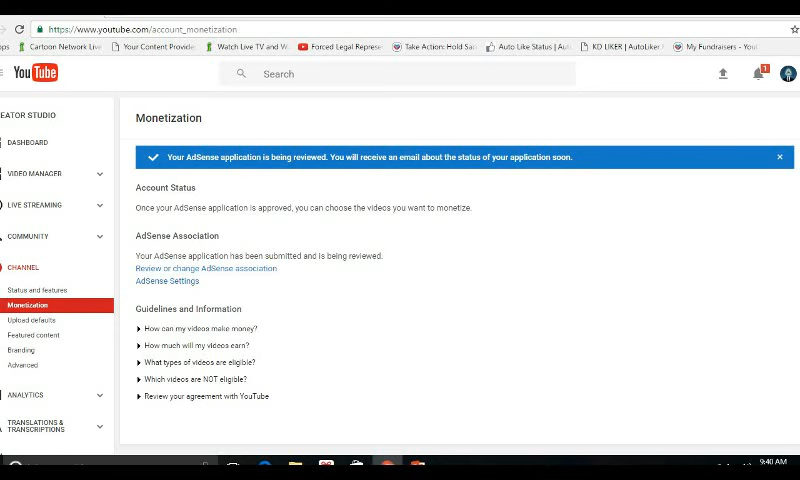 https://www.youtube.com/account_monetization
Cartoon Network Live
Your Content Provide
Watch Live TV and W
Forced Legal Represe
Take Action: Hold Sac
Auto Like Status | Aut
KD LIKER | AutoLiker F
My Fundraisers - You
YouTube
Search
1
EATOR STUDIO
DASHBOARD
VIDEO MANAGER
LIVE STREAMING
COMMUNITY
CHANNEL
Status and features
Monetization
Upload defaults
Featured content
Branding
Advanced
ANALYTICS
TRANSLATIONS &
TRANSCRIPTIONS
Monetization
Your AdSense application is being reviewed. You will receive an email about the status of your application soon.
Account Status
Once your AdSense application is approved, you can choose the videos you want to monetize.
AdSense Association
Your AdSense application has been submitted and is being reviewed.
Review or change AdSense association
AdSense Settings
Guidelines and Information
How can my videos make money?
How much will my videos earn?
What types of videos are eligible?
Which videos are NOT eligible?
Review your agreement with YouTube
9:40 AM